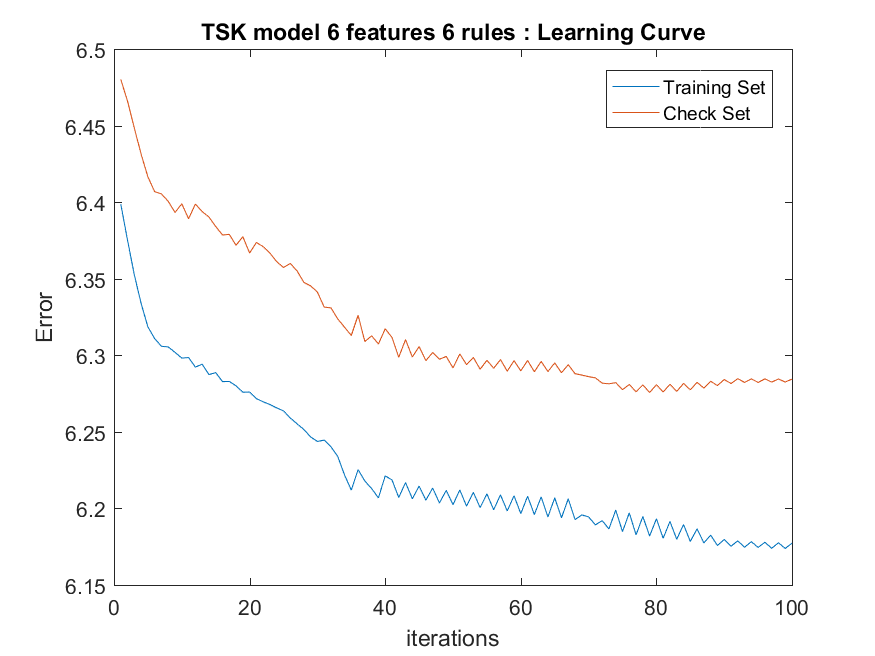 TSK model 6 features 6 rules : Learning Curve
Training Set
Check Set
Error
6.5
6.45
6.4
6.35
6.3
6.25
6.2
6.15
0 20 40 60 80 100
iterations